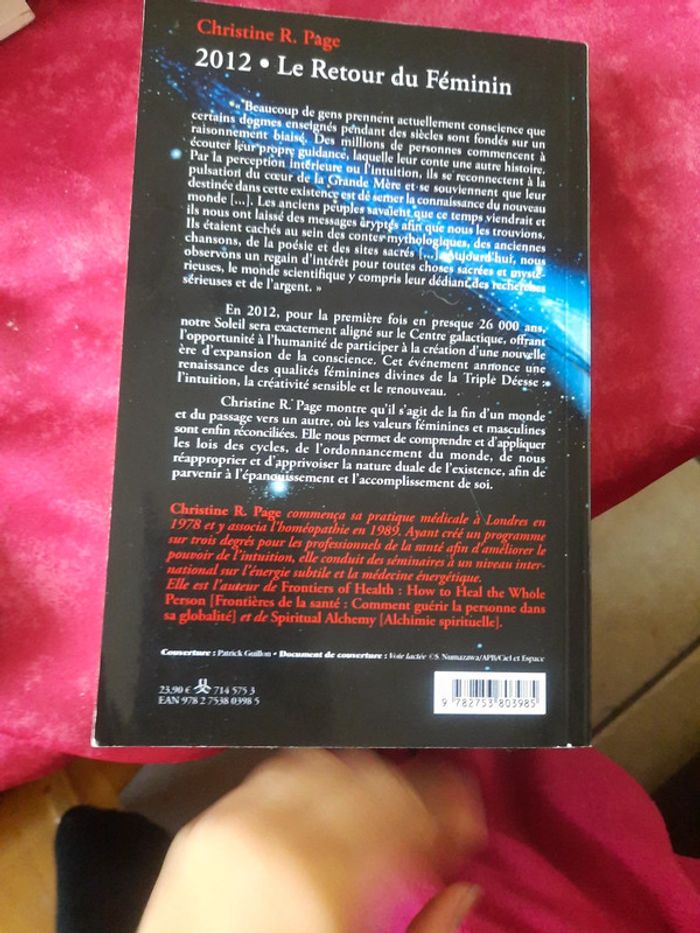 Christine R. Page
2012 • Le Retour du Féminin
« Beaucoup de gens prennent actuellement conscience que
certains dogmes enseignés pendant des siècles sont fondés sur un
raisonnement biaisé. Des millions de personnes commencent à
écouter leur propre guidance, laquelle leur conte une autre histoire.
Par la perception intérieure ou l'intuition, ils se reconnectent à la
pulsation du cœur de la Grande Mère et se souviennent que leur
destinée dans cette existence est de semer la connaissance du nouveau
monde [...]. Les anciens peuples savaient que ce temps viendrait et
ils nous ont laissé des messages cryptés afin que nous les trouvions.
Ils étaient cachés au sein des contes mythologiques, des anciennes
chansons, de la poésie et des sites sacrés [...]. Aujourd'hui, nous
observons un regain d'intérêt pour toutes choses sacrées et mysté-
rieuses, le monde scientifique y compris leur dédiant des recherches
sérieuses et de l'argent. »
En 2012, pour la première fois en presque 26 000 ans,
notre Soleil sera exactement aligné sur le Centre galactique, offrant
l'opportunité à l'humanité de participer à la création d'une nouvelle
ère d'expansion de la conscience. Cet événement annonce une
renaissance des qualités féminines divines de la Triple Déesse :
l'intuition, la créativité sensible et le renouveau.
Christine R. Page montre qu'il s'agit de la fin d'un monde
et du passage vers un autre, où les valeurs féminines et masculines
sont enfin réconciliées. Elle nous permet de comprendre et d'appliquer
les lois des cycles, de l'ordonnancement du monde, de nous
réapproprier et d'apprivoiser la nature duale de l'existence, afin de
parvenir à l'épanouissement et l'accomplissement de soi.
Christine R. Page commença sa pratique médicale à Londres en
1978 et y associa l'homéopathie en 1989. Ayant créé un programme
sur trois degrés pour les professionnels de la santé afin d'améliorer le
pouvoir de l'intuition, elle conduit des séminaires à un niveau inter-
national sur l'énergie subtile et la médecine énergétique.
Elle est l'auteur de Frontiers of Health : How to Heal the Whole
Person [Frontières de la santé : Comment guérir la personne dans
sa globalité] et de Spiritual Alchemy [Alchimie spirituelle].
Couverture : Patrick Guillon • Document de couverture : Voie lactée ©S. Numazawa/APB/Ciel et Espace
23,90 € 714 575 3
EAN 978 2 7538 0398 5
9 782753 803985